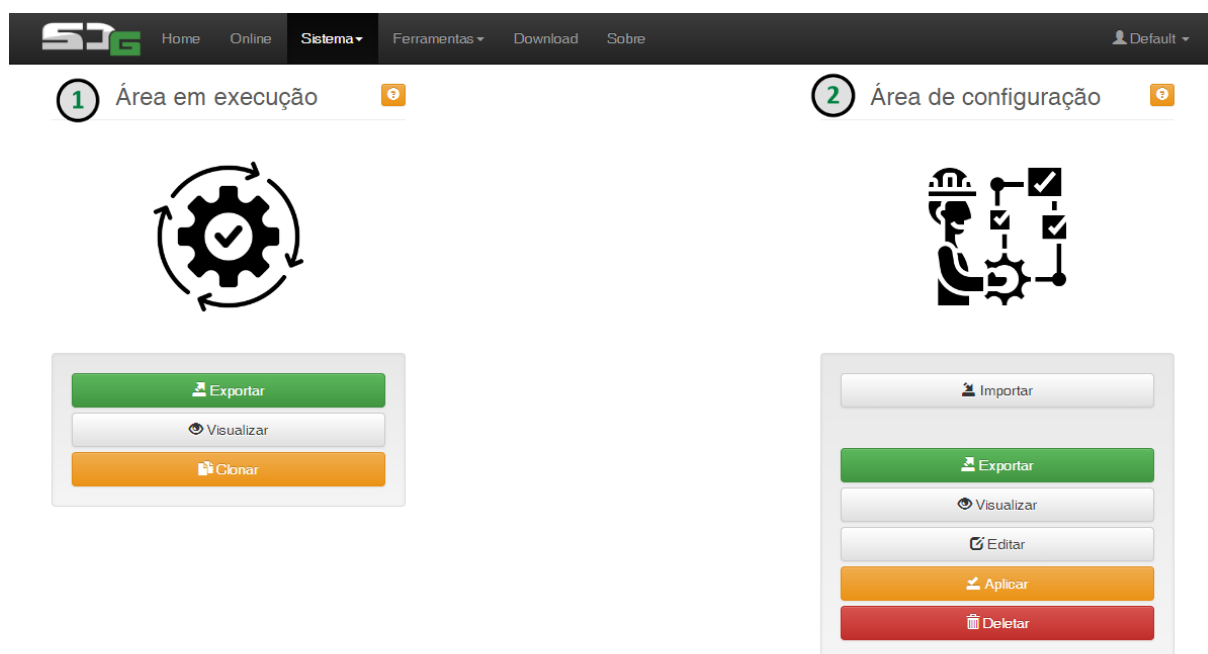 SDG Home Online Sistema Ferramentas Download Sobre Default
1 Área em execução ?
2 Área de configuração ?
Exportar
Visualizar
Clonar
Importar
Exportar
Visualizar
Editar
Aplicar
Deletar